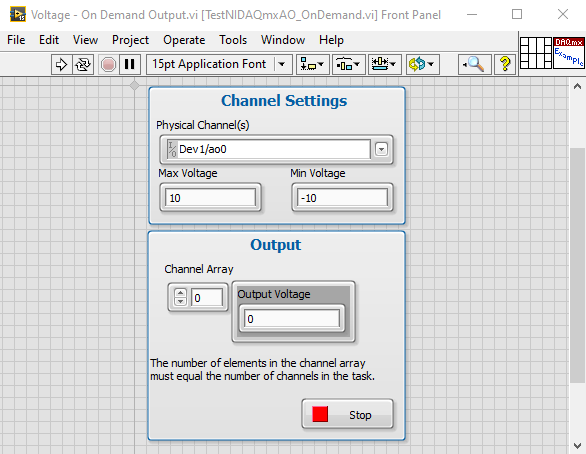 Voltage - On Demand Output.vi [TestNIDAQmxAO_OnDemand.vi] Front Panel
File Edit View Project Operate Tools Window Help
15pt Application Font
?
DAQmx
Example
Channel Settings
Physical Channel(s)
I/O Dev1/ao0
Max Voltage Min Voltage
10 -10
Output
Channel Array
0
Output Voltage
0
The number of elements in the channel array
must equal the number of channels in the task.
Stop